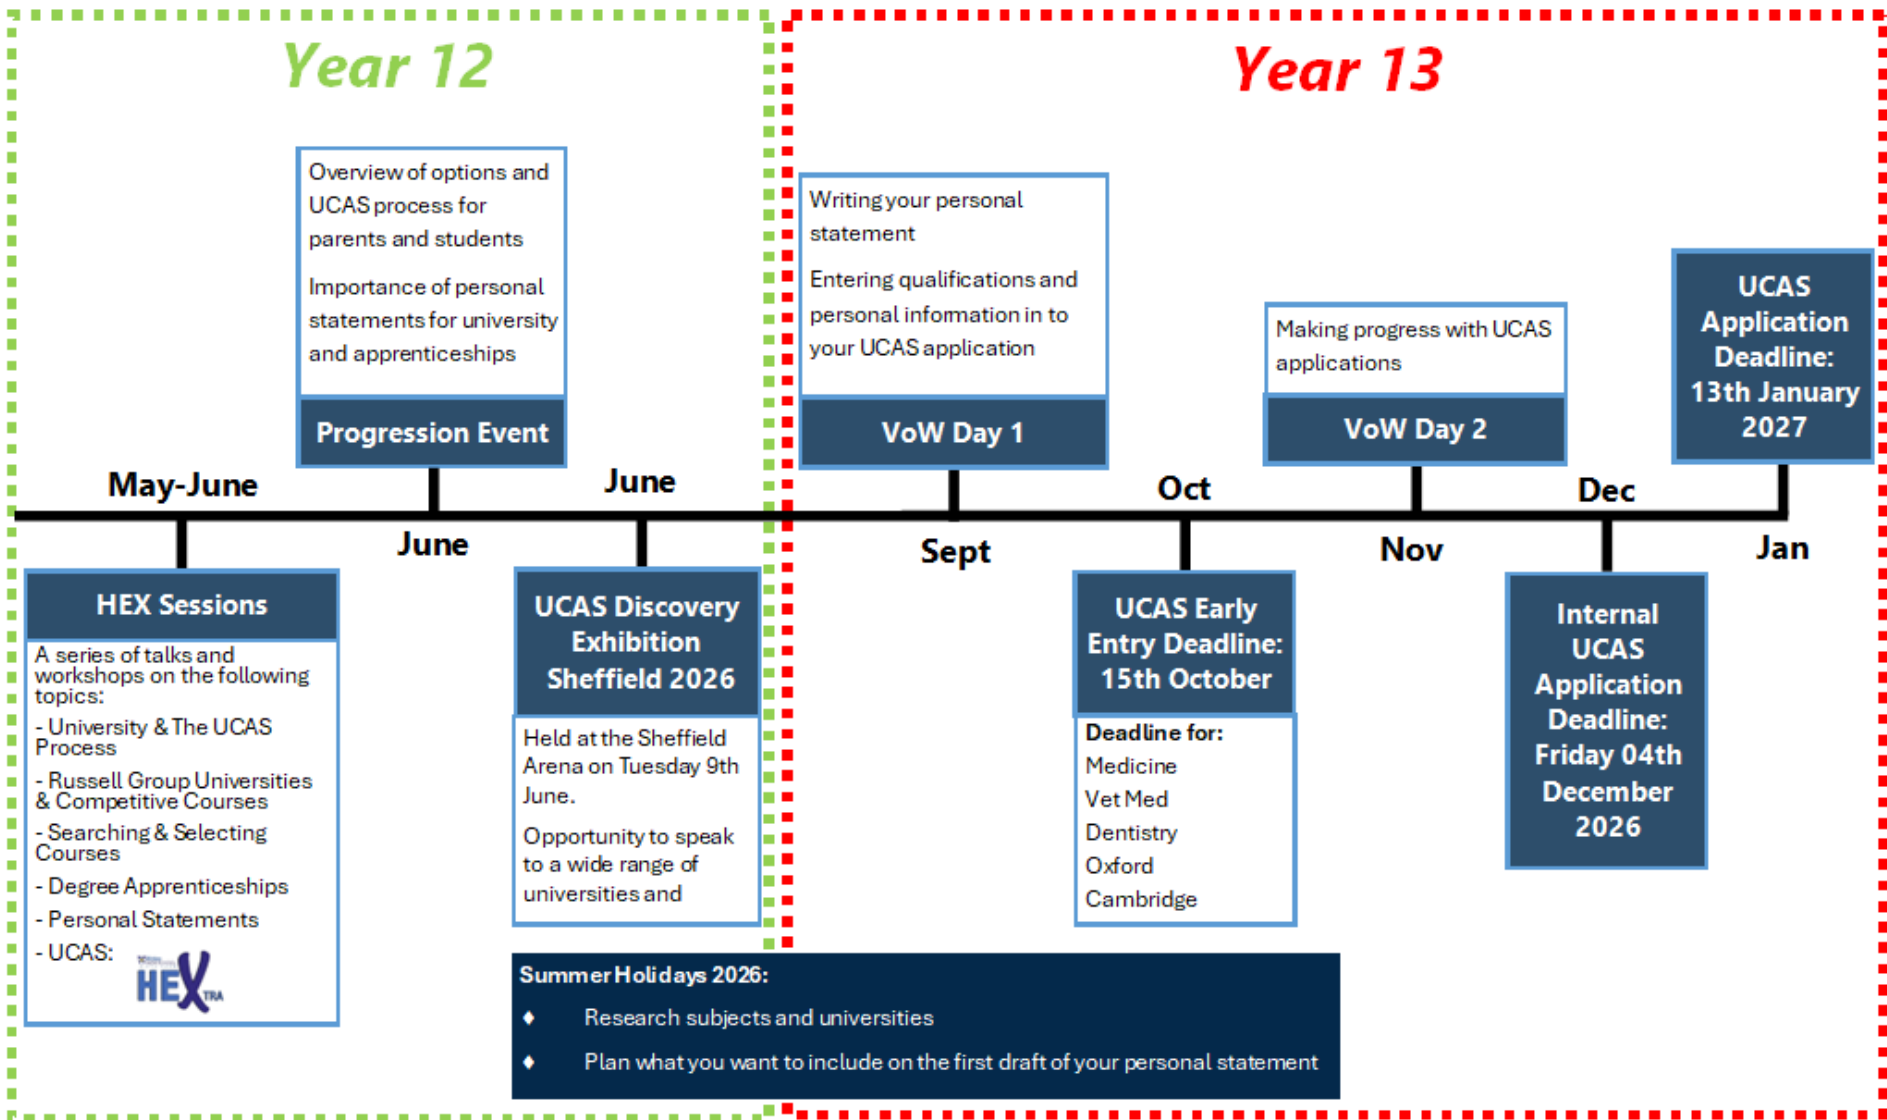 Year 12
Year 13
Overview of options and
UCAS process for
parents and students
Importance of personal
statements for university
and apprenticeships
Progression Event
Writing your personal
statement
Entering qualifications and
personal information in to
your UCAS application
VoW Day 1
Making progress with UCAS
applications
VoW Day 2
UCAS
Application
Deadline:
13th January
2027
May-June
June
June
Sept
Oct
Nov
Dec
Jan
HEX Sessions
A series of talks and
workshops on the following
topics:
- University & The UCAS
Process
- Russell Group Universities
& Competitive Courses
- Searching & Selecting
Courses
- Degree Apprenticeships
- Personal Statements
- UCAS:
HEXTRA
UCAS Discovery
Exhibition
Sheffield 2026
Held at the Sheffield
Arena on Tuesday 9th
June.
Opportunity to speak
to a wide range of
universities and
UCAS Early
Entry Deadline:
15th October
Deadline for:
Medicine
Vet Med
Dentistry
Oxford
Cambridge
Internal
UCAS
Application
Deadline:
Friday 04th
December
2026
Summer Holidays 2026:
♦ Research subjects and universities
♦ Plan what you want to include on the first draft of your personal statement